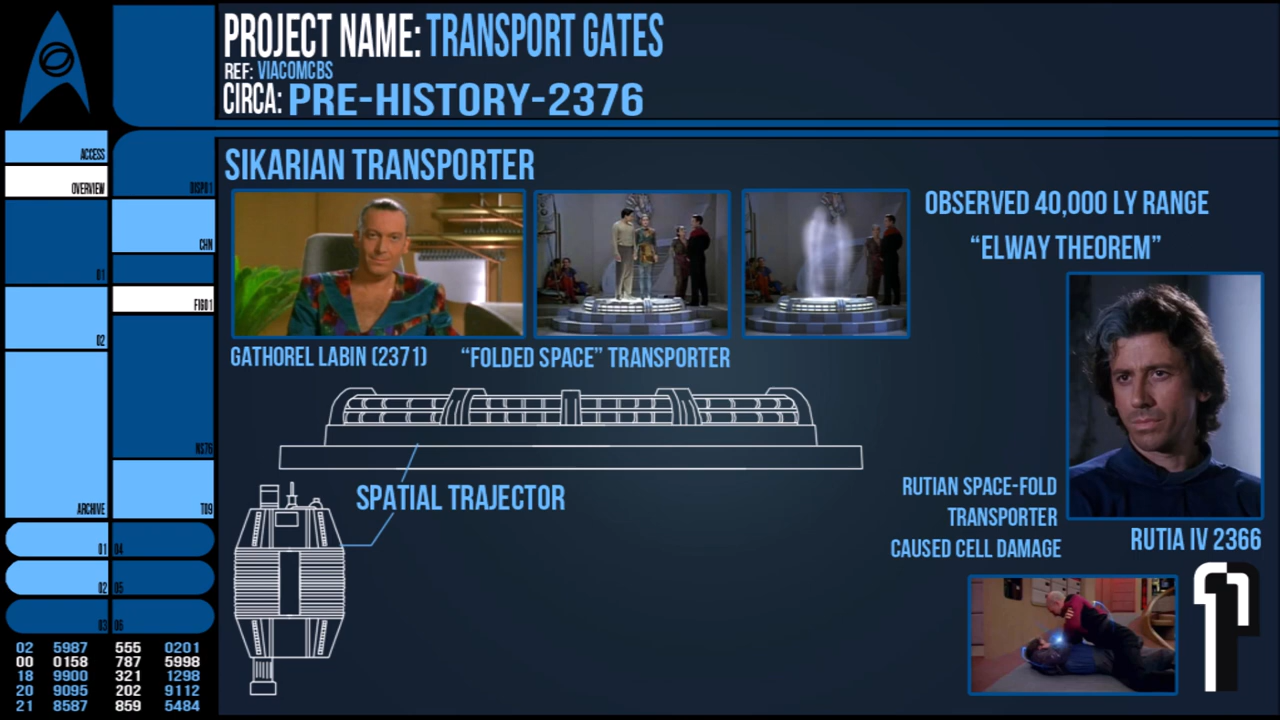 PROJECT NAME: TRANSPORT GATES
REF: VIACOMCBS
CIRCA: PRE-HISTORY-2376
ACCESS
OVERVIEW
01
02
ARCHIVE
01
02
03
CHN
T09
04
05
06
02 5987 555 0201
00 0158 787 5998
18 9900 321 1298
20 9095 202 9112
21 8587 859 5484
SIKARIAN TRANSPORTER
OBSERVED 40,000 LY RANGE
“ELWAY THEOREM”
GATHOREL LABIN (2371)
“FOLDED SPACE” TRANSPORTER
SPATIAL TRAJECTOR
RUTIAN SPACE-FOLD
TRANSPORTER
CAUSED CELL DAMAGE
RUTIA IV 2366